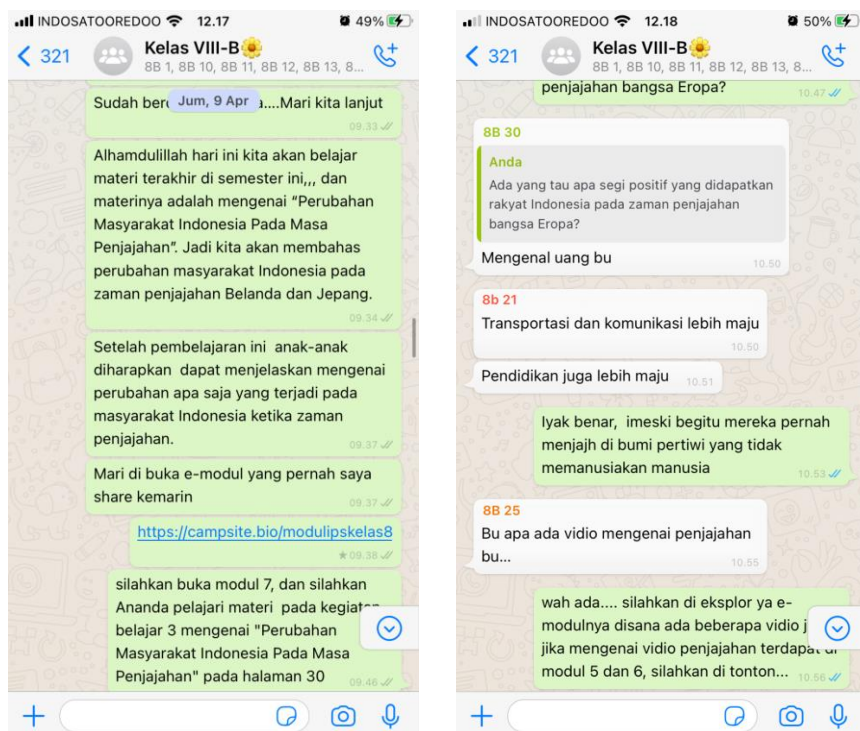 INDOSATOOREDOO 12.17 49%
321
Kelas VIII-B🌼
8B 1, 8B 10, 8B 11, 8B 12, 8B 13, 8...
Jum, 9 Apr
Sudah ....Mari kita lanjut
09.33
Alhamdulillah hari ini kita akan belajar
materi terakhir di semester ini,,, dan
materinya adalah mengenai “Perubahan
Masyarakat Indonesia Pada Masa
Penjajahan”. Jadi kita akan membahas
perubahan masyarakat Indonesia pada
zaman penjajahan Belanda dan Jepang.
09.34
Setelah pembelajaran ini anak-anak
diharapkan dapat menjelaskan mengenai
perubahan apa saja yang terjadi pada
masyarakat Indonesia ketika zaman
penjajahan.
09.37
Mari di buka e-modul yang pernah saya
share kemarin
09.37
https://campsite.bio/modulipskelas8
★ 09.38
silahkan buka modul 7, dan silahkan
Ananda pelajari materi pada kegiatan
belajar 3 mengenai "Perubahan
Masyarakat Indonesia Pada Masa
Penjajahan" pada halaman 30
09.46
INDOSATOOREDOO 12.18 50%
321
Kelas VIII-B🌼
8B 1, 8B 10, 8B 11, 8B 12, 8B 13, 8...
penjajahan bangsa Eropa?
10.47
8B 30
Anda
Ada yang tau apa segi positif yang didapatkan
rakyat Indonesia pada zaman penjajahan
bangsa Eropa?
Mengenal uang bu
10.50
8b 21
Transportasi dan komunikasi lebih maju
10.50
Pendidikan juga lebih maju
10.51
Iyak benar, imeski begitu mereka pernah
menjajh di bumi pertiwi yang tidak
memanusiakan manusia
10.53
8B 25
Bu apa ada vidio mengenai penjajahan
bu...
10.55
wah ada.... silahkan di eksplor ya e-
modulnya disana ada beberapa vidio
jika mengenai vidio penjajahan terdapat
modul 5 dan 6, silahkan di tonton...
10.56